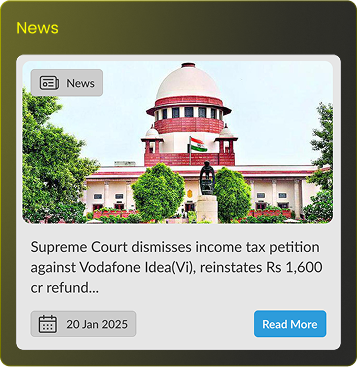 News
News
Supreme Court dismisses income tax petition
against Vodafone Idea(Vi), reinstates Rs 1,600
cr refund...
20 Jan 2025
Read More